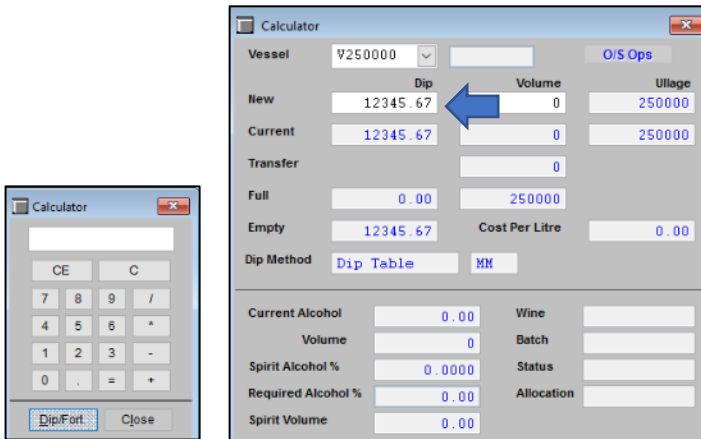 Calculator
CE C
7 8 9 /
4 5 6 *
1 2 3 -
0 . = +
Dip/Fort. Close
Calculator
Vessel V250000 O/S Ops
Dip Volume Ullage
New 12345.67 0 250000
Current 12345.67 0 250000
Transfer 0
Full 0.00 250000
Empty 12345.67 Cost Per Litre 0.00
Dip Method Dip Table MM
Current Alcohol 0.00 Wine
Volume 0 Batch
Spirit Alcohol % 0.0000 Status
Required Alcohol % 0.00 Allocation
Spirit Volume 0.00